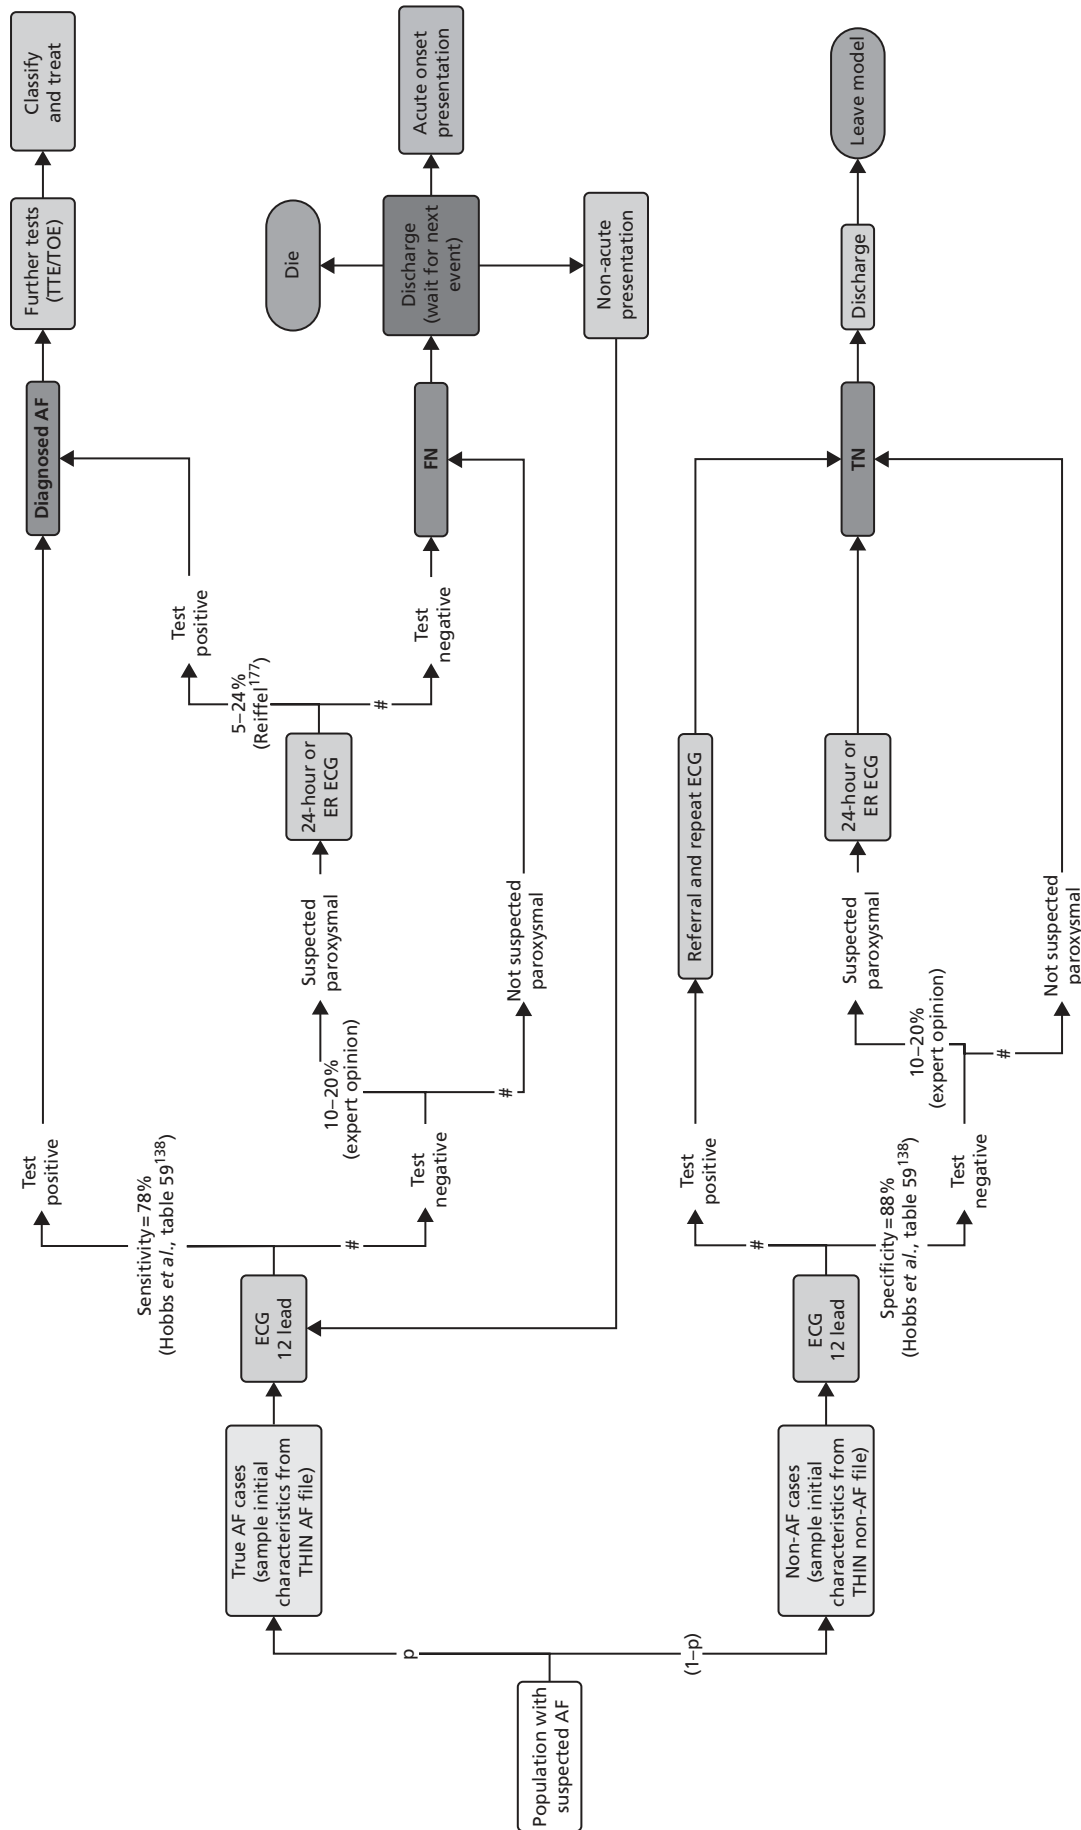 Population with
suspected AF
p
(1–p)
True AF cases
(sample initial
characteristics from
THIN AF file)
ECG
12 lead
Sensitivity=78%
(Hobbs et al., table 59138)
#
Test
positive
Test
negative
10–20%
(expert opinion)
#
Suspected
paroxysmal
Not suspected
paroxysmal
24-hour or
ER ECG
5–24%
(Reiffel177)
#
Test
positive
Test
negative
Diagnosed AF
Further tests
(TTE/TOE)
Classify
and treat
FN
Discharge
(wait for next
event)
Die
Acute onset
presentation
Non-acute
presentation
Non-AF cases
(sample initial
characteristics from
THIN non-AF file)
ECG
12 lead
#
Specificity=88%
(Hobbs et al., table 59138)
Test
positive
Test
negative
Referral and repeat ECG
10–20%
(expert opinion)
#
Suspected
paroxysmal
Not suspected
paroxysmal
24-hour or
ER ECG
TN
Discharge
Leave model